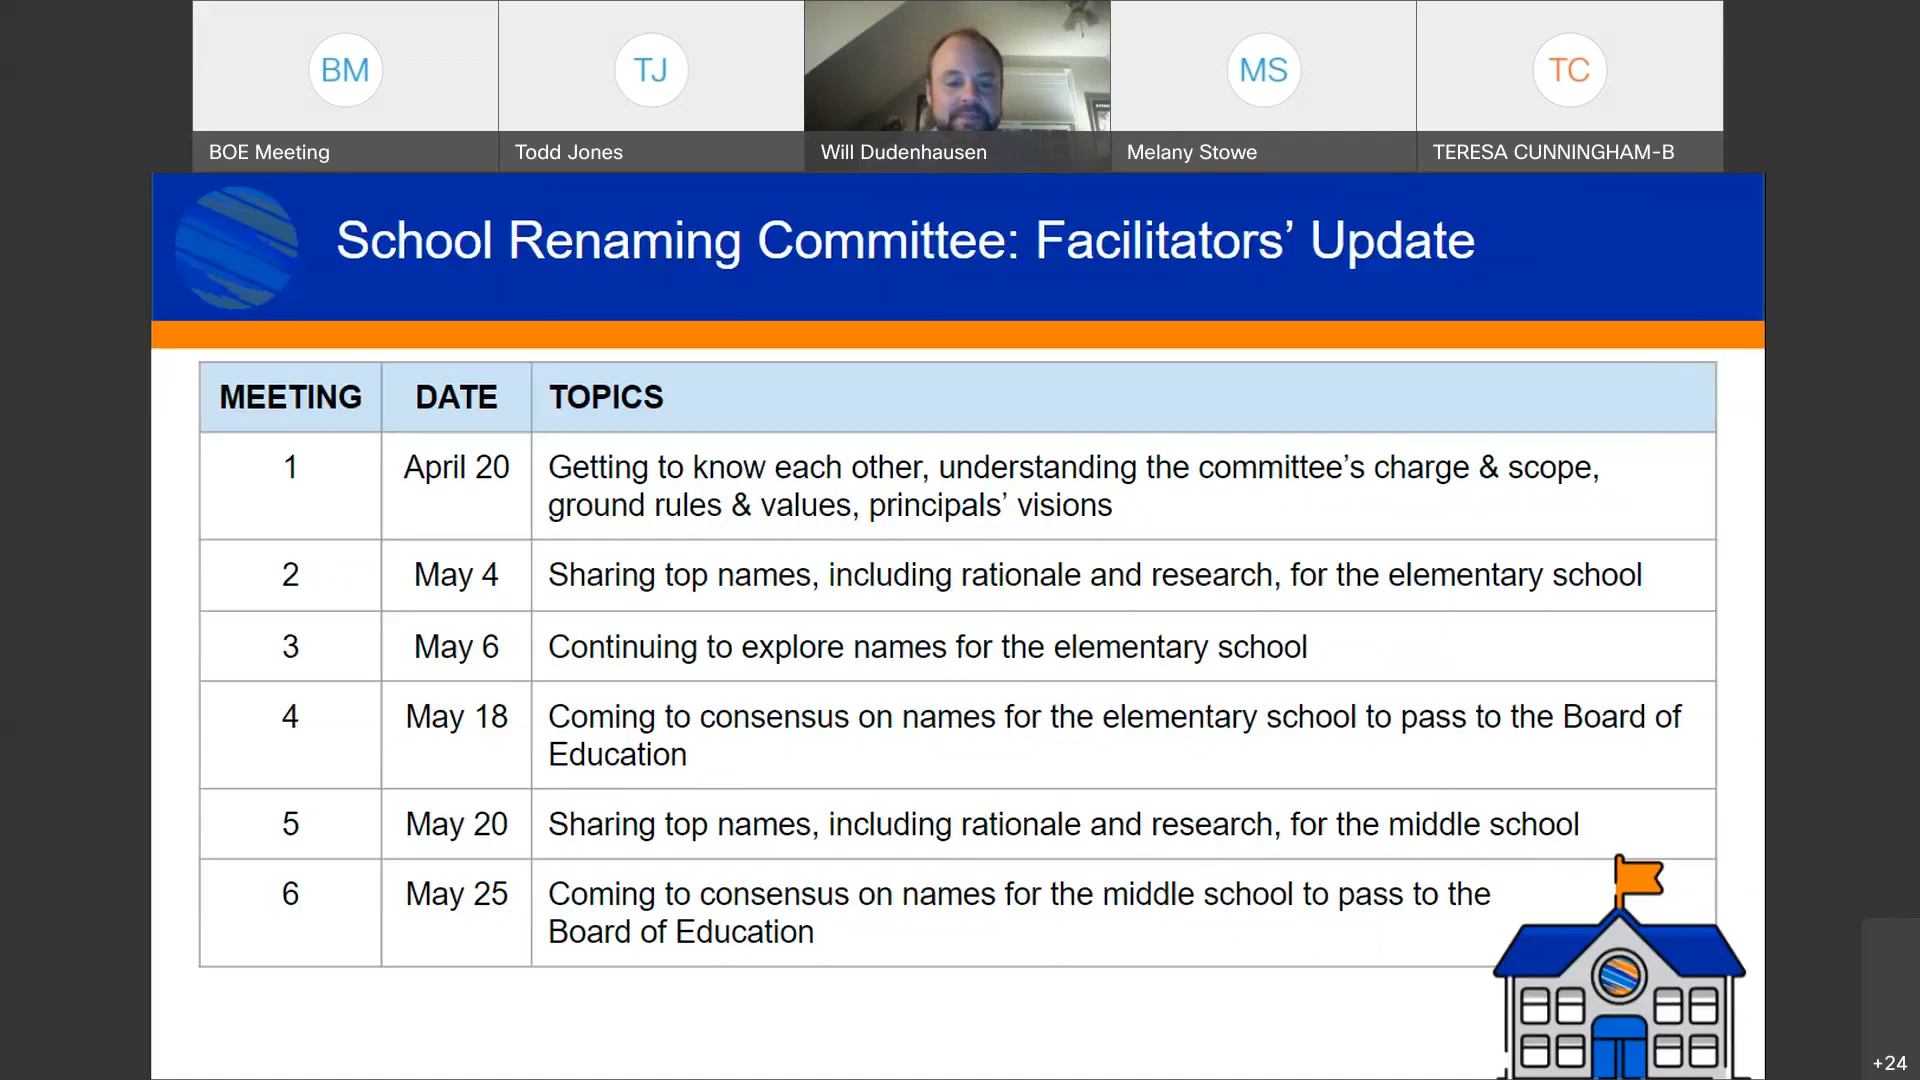 BM
TJ
MS
TC
BOE Meeting
Todd Jones
Will Dudenhausen
Melany Stowe
TERESA CUNNINGHAM-B
School Renaming Committee: Facilitators’ Update
MEETING DATE TOPICS
1 April 20 Getting to know each other, understanding the committee’s charge & scope,
ground rules & values, principals’ visions
2 May 4 Sharing top names, including rationale and research, for the elementary school
3 May 6 Continuing to explore names for the elementary school
4 May 18 Coming to consensus on names for the elementary school to pass to the Board of
Education
5 May 20 Sharing top names, including rationale and research, for the middle school
6 May 25 Coming to consensus on names for the middle school to pass to the
Board of Education
+24